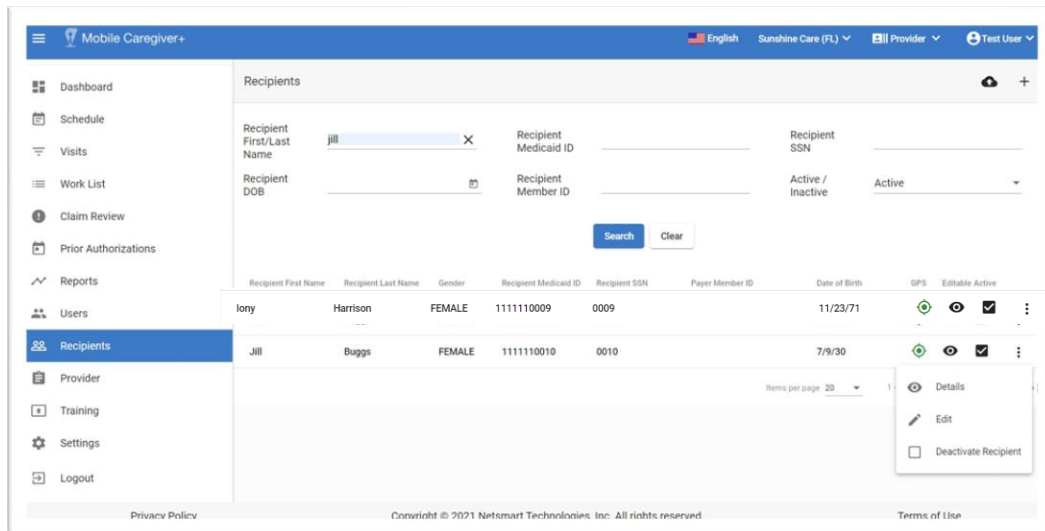 Mobile Caregiver+ English Sunshine Care (FL) Provider Test User
Dashboard
Schedule
Visits
Work List
Claim Review
Prior Authorizations
Reports
Users
Recipients
Provider
Training
Settings
Logout
Recipients
Recipient First/Last Name jill
Recipient Medicaid ID
Recipient SSN
Recipient DOB
Recipient Member ID
Active / Inactive Active
Search Clear
Recipient First Name Recipient Last Name Gender Recipient Medicaid ID Recipient SSN Payer Member ID Date of Birth GPS Editable Active
Iony Harrison FEMALE 1111110009 0009 11/23/71
Jill Buggs FEMALE 1111110010 0010 7/9/30
Items per page 20
Details
Edit
Deactivate Recipient
Privacy Policy Copyright © 2021 Netsmart Technologies, Inc. All rights reserved. Terms of Use